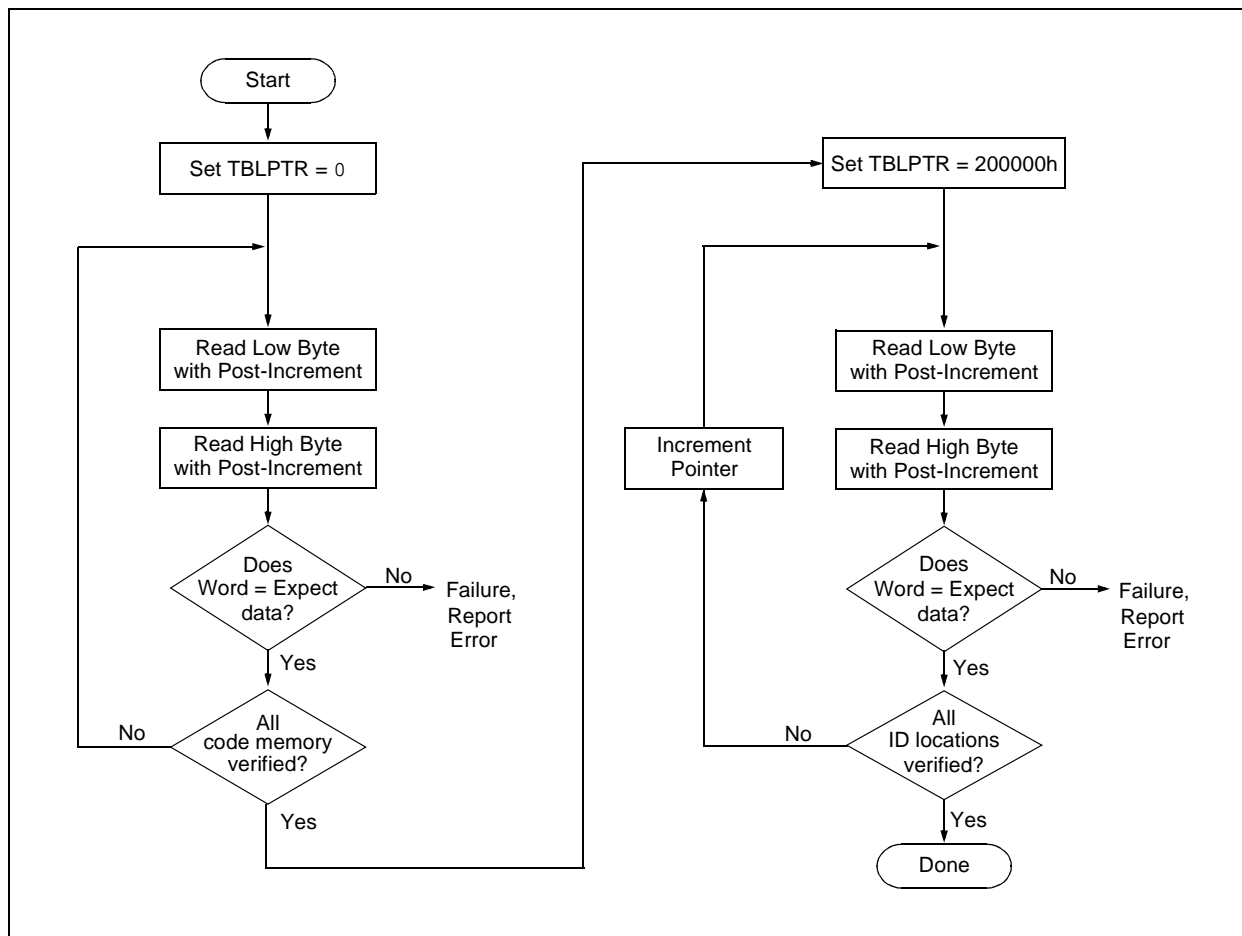 Start
Set TBLPTR = 0
Read Low Byte
with Post-Increment
Read High Byte
with Post-Increment
Does
Word = Expect
data?
No
Failure,
Report
Error
Yes
All
code memory
verified?
No
Yes
Set TBLPTR = 200000h
Read Low Byte
with Post-Increment
Increment
Pointer
Read High Byte
with Post-Increment
Does
Word = Expect
data?
No
Failure,
Report
Error
Yes
All
ID locations
verified?
No
Yes
Done